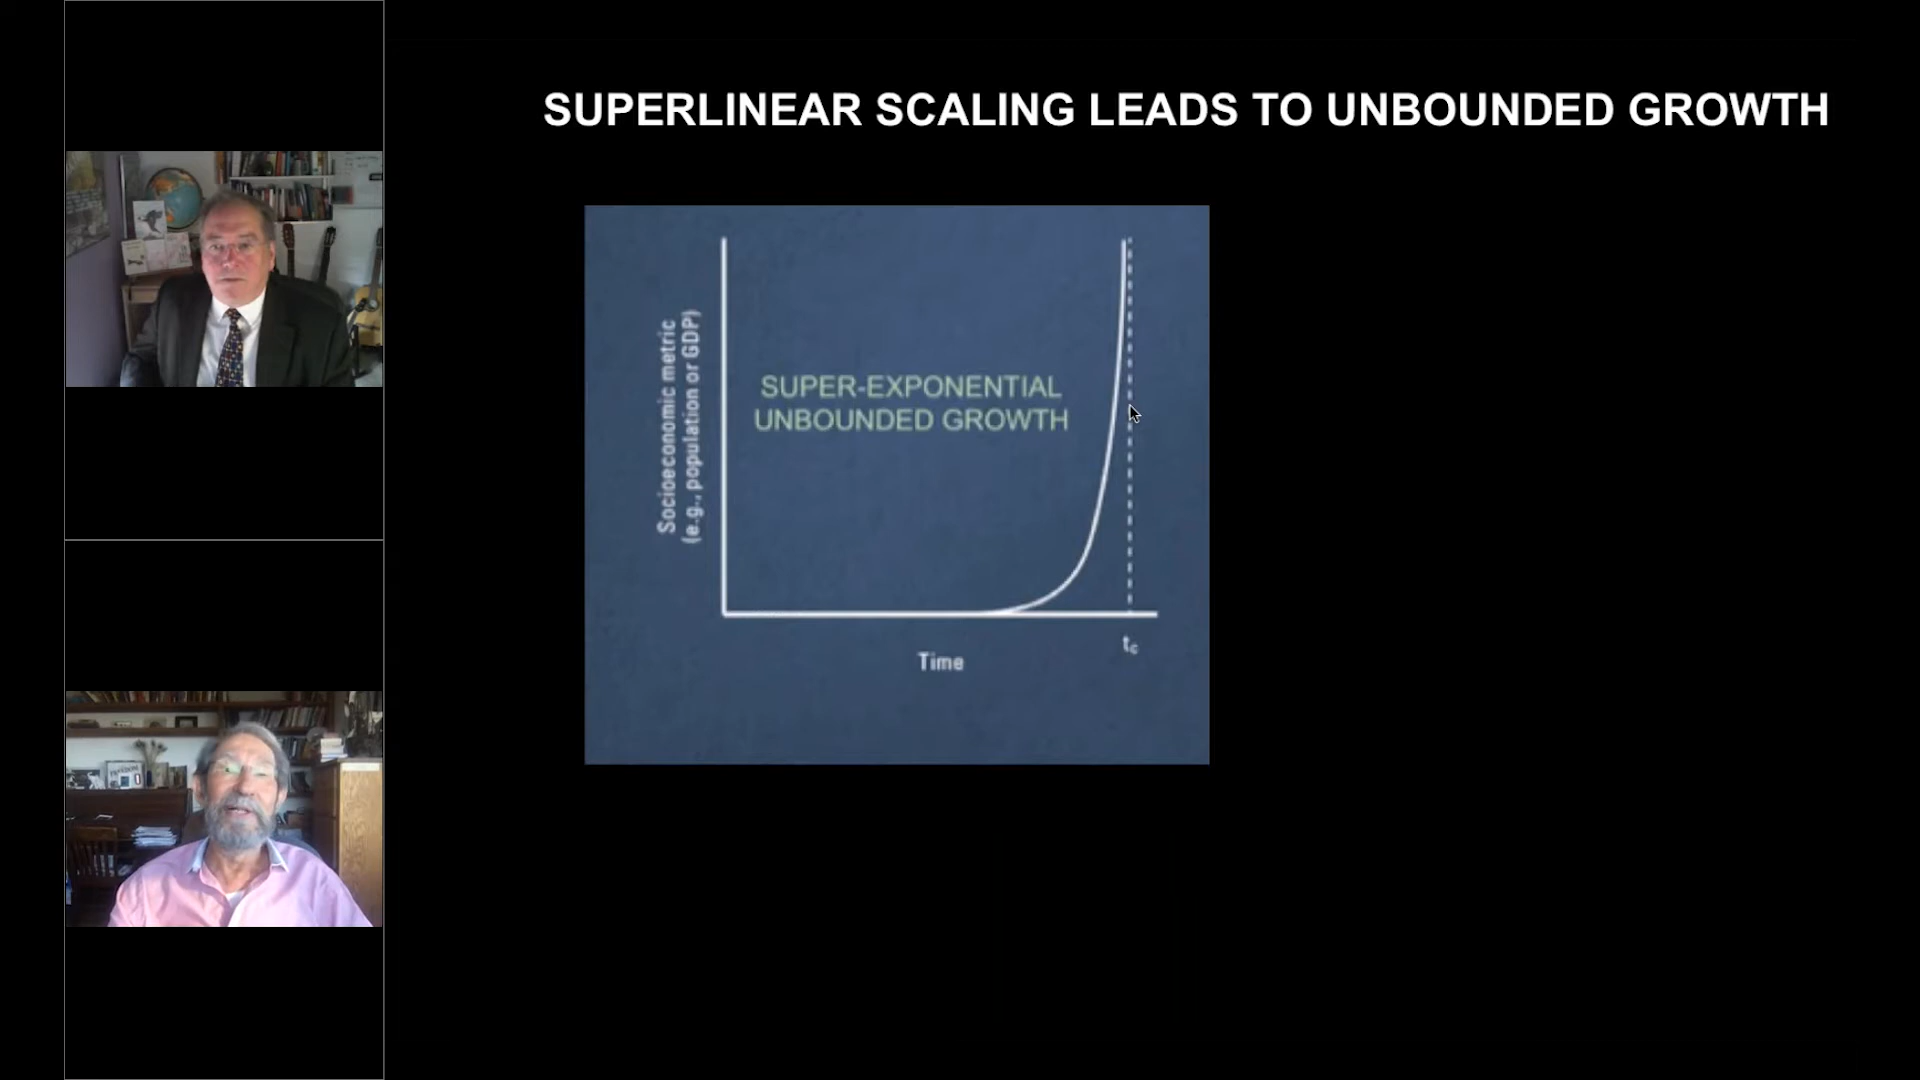 SUPERLINEAR SCALING LEADS TO UNBOUNDED GROWTH
Socioeconomic metric
(e.g., population or GDP)
SUPER-EXPONENTIAL
UNBOUNDED GROWTH
tc
Time